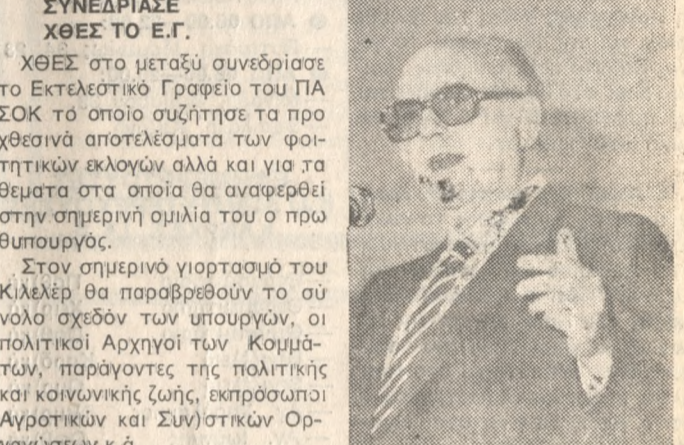 ΣΥΝΕΔΡΙΑΣΕ
ΧΘΕΣ ΤΟ Ε.Γ.
ΧΘΕΣ στο μεταξύ συνεδρίασε
το Εκτελεστικό Γραφείο του ΠΑ
ΣΟΚ το οποίο συζήτησε τα προ
χθεσινά αποτελέσματα των φοι-
τητικών εκλογών αλλά και για τα
θεματα στα οποία θα αναφερθεί
στην σημερινή ομιλία του ο πρω
θυπουργός.
Στον σημερινό γιορτασμό του
Κιλελέρ θα παραβρεθούν το σύ
νολο σχεδόν των υπουργών, οι
πολιτικοί Αρχηγοί των Κομμά-
των, παράγοντες της πολιτικής
και κοινωνικής ζωής, εκπρόσωποι
Αγροτικών και Συν)στικών Ορ-
γανώσεων κ.ά.